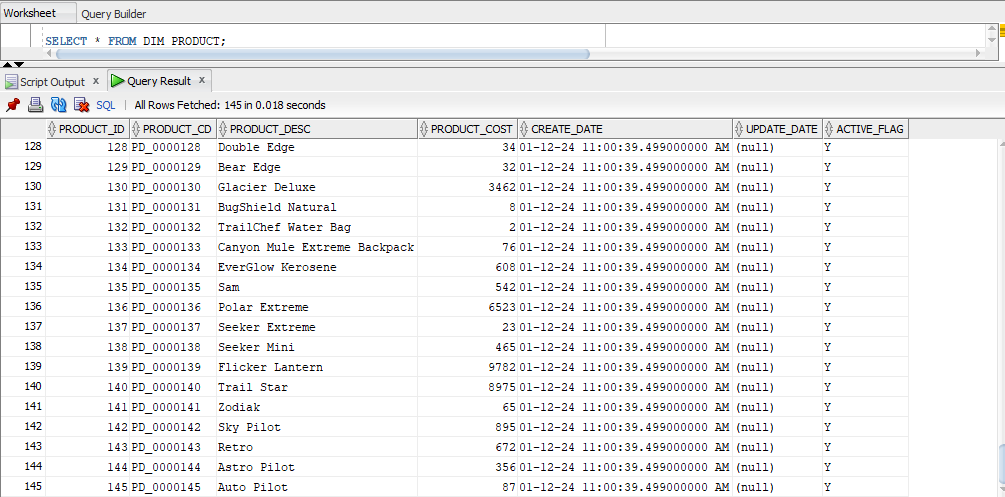 Worksheet Query Builder
SELECT * FROM DIM_PRODUCT;
Script Output x Query Result x
SQL | All Rows Fetched: 145 in 0.018 seconds
PRODUCT_ID PRODUCT_CD PRODUCT_DESC PRODUCT_COST CREATE_DATE UPDATE_DATE ACTIVE_FLAG
128 128 PD_0000128 Double Edge 34 01-12-24 11:00:39.499000000 AM (null) Y
129 129 PD_0000129 Bear Edge 32 01-12-24 11:00:39.499000000 AM (null) Y
130 130 PD_0000130 Glacier Deluxe 3462 01-12-24 11:00:39.499000000 AM (null) Y
131 131 PD_0000131 BugShield Natural 8 01-12-24 11:00:39.499000000 AM (null) Y
132 132 PD_0000132 TrailChef Water Bag 2 01-12-24 11:00:39.499000000 AM (null) Y
133 133 PD_0000133 Canyon Mule Extreme Backpack 76 01-12-24 11:00:39.499000000 AM (null) Y
134 134 PD_0000134 EverGlow Kerosene 608 01-12-24 11:00:39.499000000 AM (null) Y
135 135 PD_0000135 Sam 542 01-12-24 11:00:39.499000000 AM (null) Y
136 136 PD_0000136 Polar Extreme 6523 01-12-24 11:00:39.499000000 AM (null) Y
137 137 PD_0000137 Seeker Extreme 23 01-12-24 11:00:39.499000000 AM (null) Y
138 138 PD_0000138 Seeker Mini 465 01-12-24 11:00:39.499000000 AM (null) Y
139 139 PD_0000139 Flicker Lantern 9782 01-12-24 11:00:39.499000000 AM (null) Y
140 140 PD_0000140 Trail Star 8975 01-12-24 11:00:39.499000000 AM (null) Y
141 141 PD_0000141 Zodiak 65 01-12-24 11:00:39.499000000 AM (null) Y
142 142 PD_0000142 Sky Pilot 895 01-12-24 11:00:39.499000000 AM (null) Y
143 143 PD_0000143 Retro 672 01-12-24 11:00:39.499000000 AM (null) Y
144 144 PD_0000144 Astro Pilot 356 01-12-24 11:00:39.499000000 AM (null) Y
145 145 PD_0000145 Auto Pilot 87 01-12-24 11:00:39.499000000 AM (null) Y